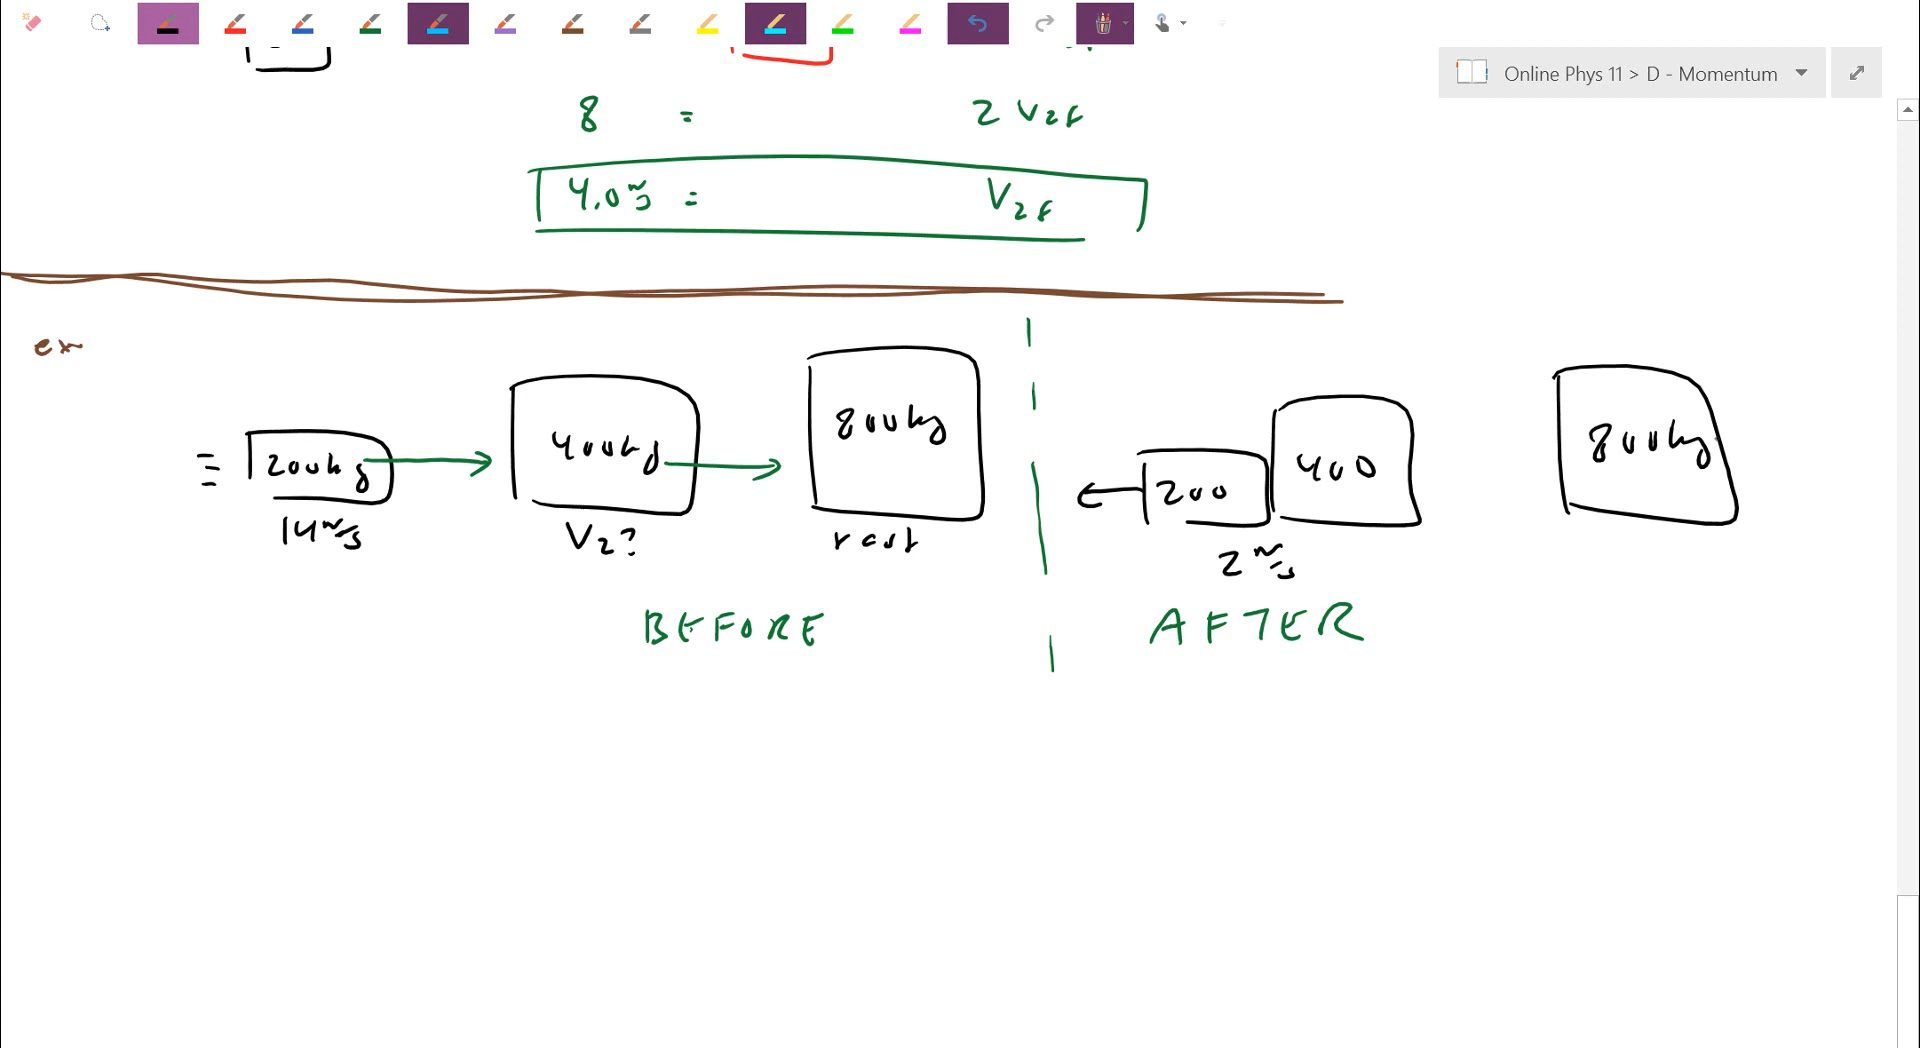 Online Phys 11 > D - Momentum
8 = 2 V2f
4.0 m/s = V2f
ex
200kg
400kg
800kg
200
400
800kg
14 m/s
V2?
rest
2 m/s
BEFORE
AFTER